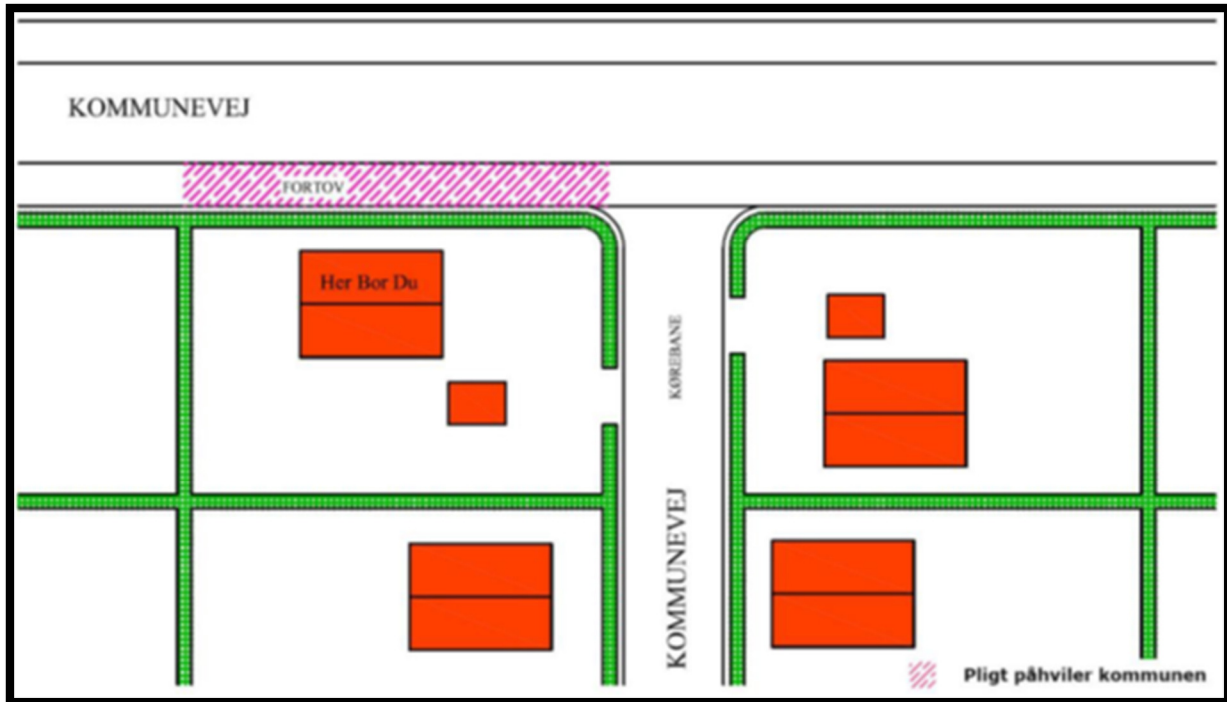 KOMMUNEVEJ
FORTOV
Her Bor Du
KØREBANE
KOMMUNEVEJ
Pligt påhviler kommunen